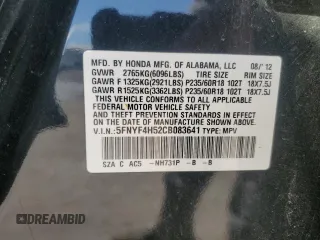 MFD. BY HONDA MFG. OF ALABAMA, LLC 08/'12
GVWR 2765KG(6096LBS) TIRE SIZE RIM SIZE
GAWR F 1325KG(2921LBS) P235/60R18 102T 18X7.5J
GAWR R1525KG(3362LBS) P235/60R18 102T 18X7.5J
THIS VEHICLE CONFORMS TO ALL APPLICABLE
FEDERAL MOTOR VEHICLE SAFETY AND
THEFT PREVENTION STANDARDS IN EFFECT ON
THE DATE OF MANUFACTURE SHOWN ABOVE.
V.I.N.: 5FNYF4H52CB083641 TYPE: MPV
SZA C AC5 -NH731P -B -B
©FREMNID